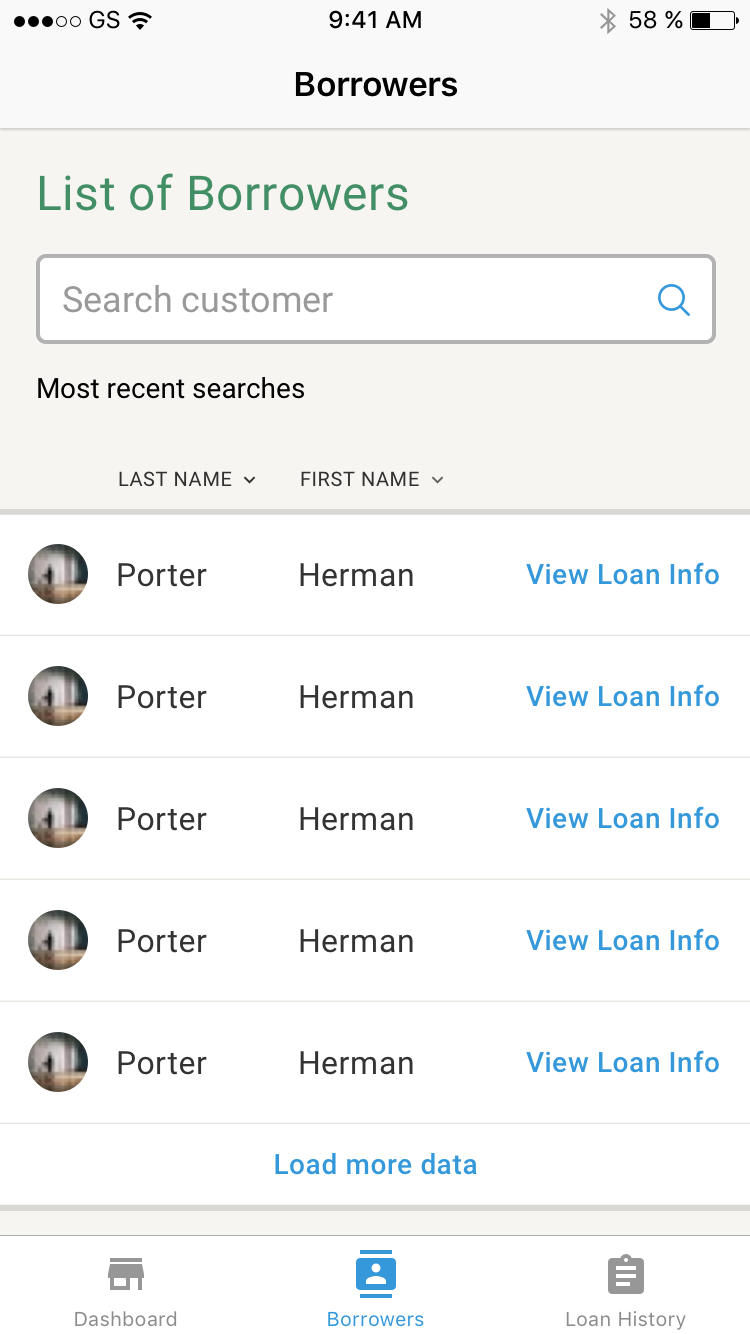 GS 9:41 AM 58 %
Borrowers
List of Borrowers
Search customer
Most recent searches
LAST NAME FIRST NAME
Porter Herman View Loan Info
Porter Herman View Loan Info
Porter Herman View Loan Info
Porter Herman View Loan Info
Porter Herman View Loan Info
Load more data
Dashboard Borrowers Loan History